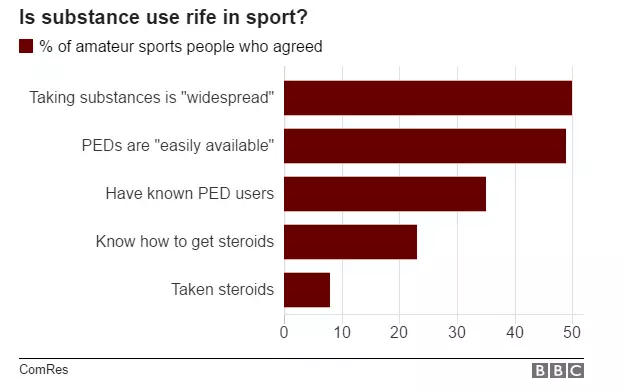 Is substance use rife in sport?
% of amateur sports people who agreed
Taking substances is "widespread"
PEDs are "easily available"
Have known PED users
Know how to get steroids
Taken steroids
0 10 20 30 40 50
ComRes BBC